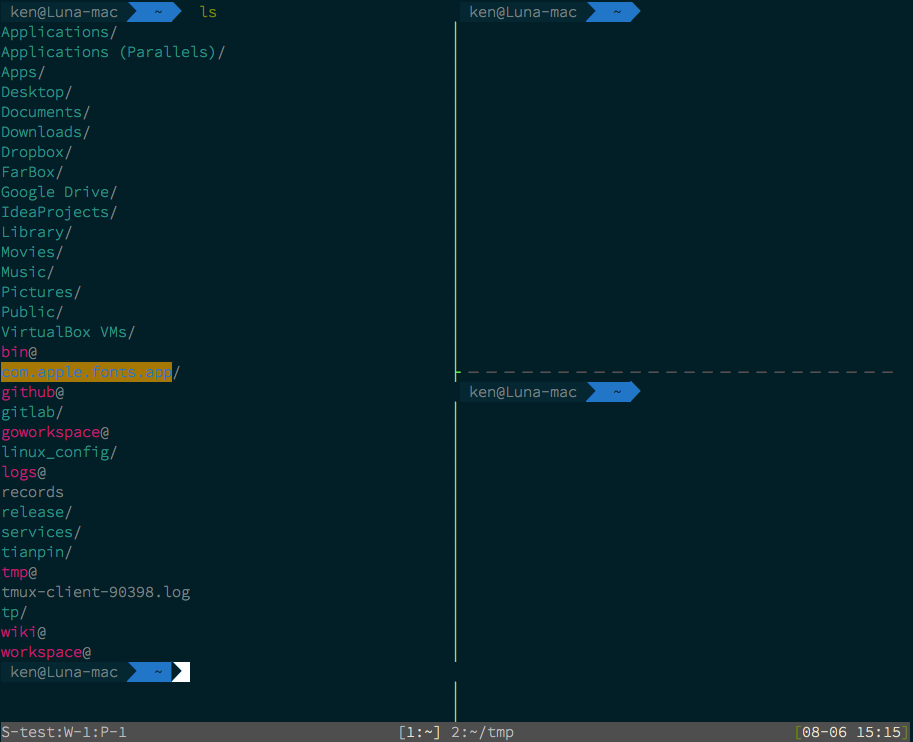 ken@Luna-mac ~ ls
Applications/
Applications (Parallels)/
Apps/
Desktop/
Documents/
Downloads/
Dropbox/
FarBox/
Google Drive/
IdeaProjects/
Library/
Movies/
Music/
Pictures/
Public/
VirtualBox VMs/
bin@
com.apple.fonts.app/
github@
gitlab/
goworkspace@
linux_config/
logs@
records
release/
services/
tianpin/
tmp@
tmux-client-90398.log
tp/
wiki@
workspace@
ken@Luna-mac ~
ken@Luna-mac ~
ken@Luna-mac ~
S-test:W-1:P-1 [1:~] 2:~/tmp [08-06 15:15]